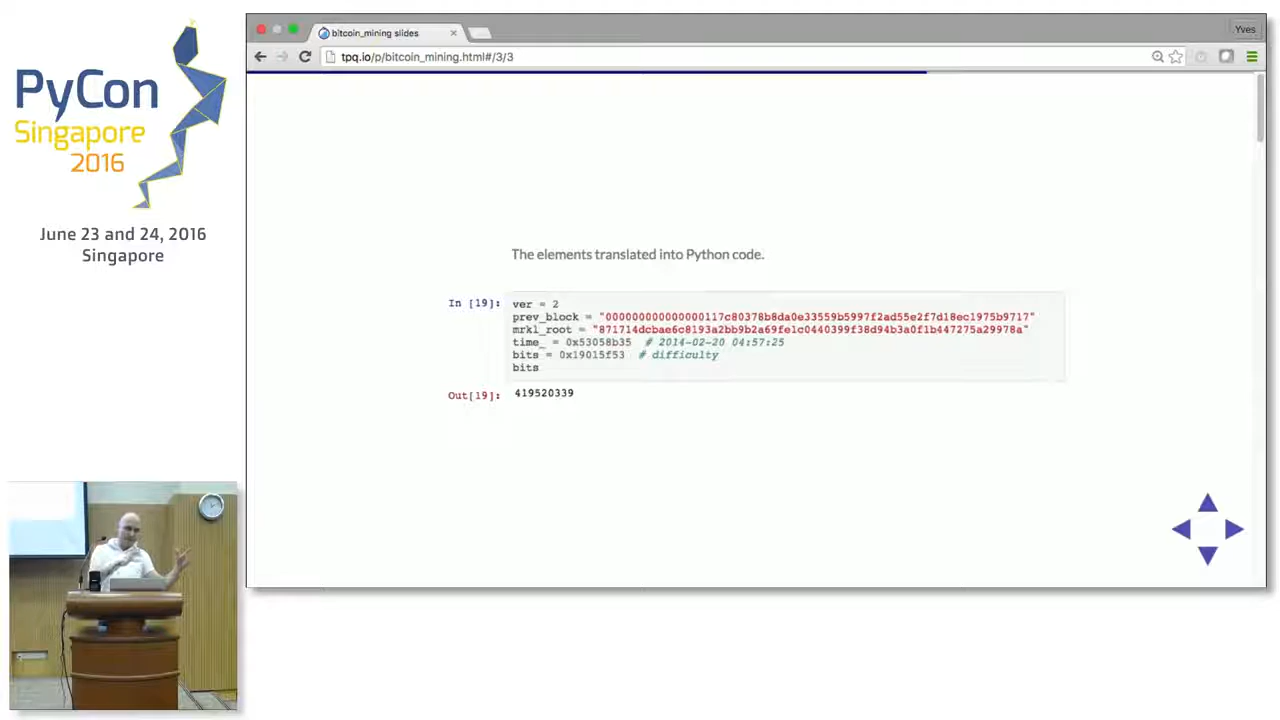 PyCon
Singapore
2016
June 23 and 24, 2016
Singapore
bitcoin_mining slides
Yves
tpq.io/p/bitcoin_mining.html#/3/3
The elements translated into Python code.
In [19]:
ver = 2
prev_block = "000000000000000117c80378b8da0e33559b5997f2ad55e2f7d18ec1975b9717"
mrkl_root = "871714dcbae6c8193a2bb9b2a69fe1c0440399f38d94b3a0f1b447275a29978a"
time_ = 0x53058b35 # 2014-02-20 04:57:25
bits = 0x19015f53 # difficulty
bits
Out[19]: 419520339